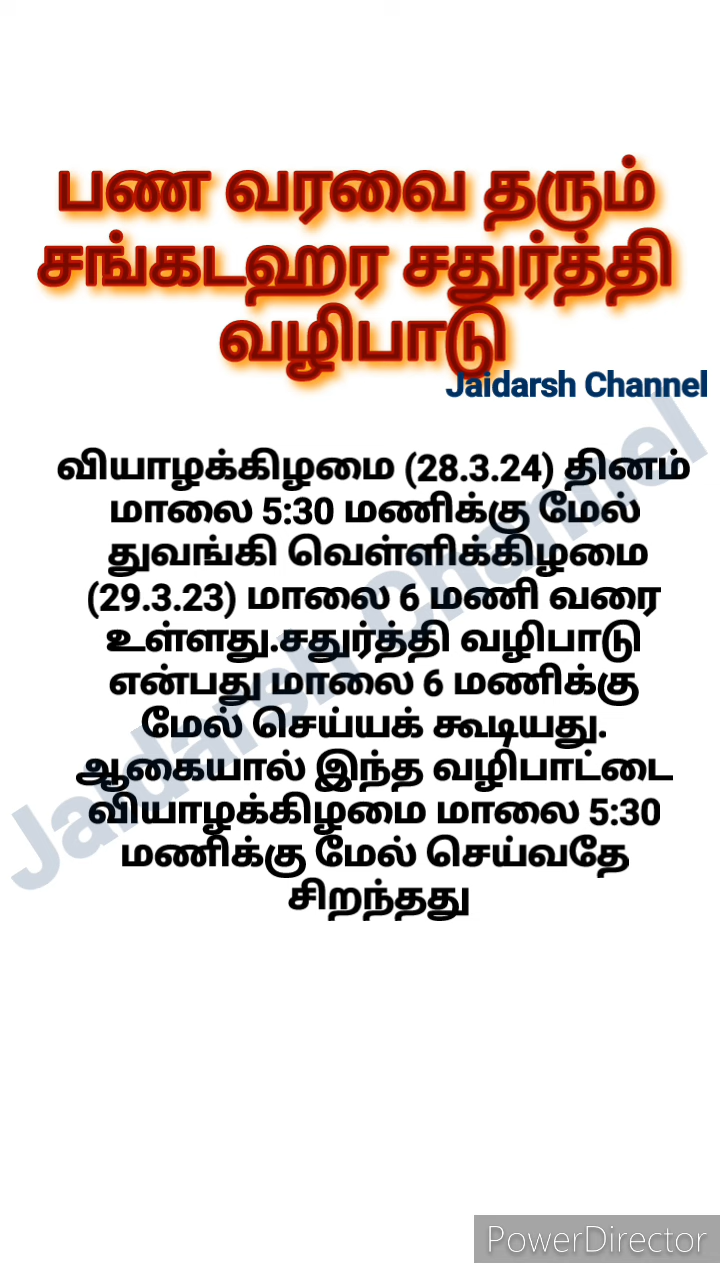 பண வரவை தரும்
சங்கடஹர சதுர்த்தி
வழிபாடு
Jaidarsh Channel
வியாழக்கிழமை (28.3.24) தினம்
மாலை 5:30 மணிக்கு மேல்
துவங்கி வெள்ளிக்கிழமை
(29.3.23) மாலை 6 மணி வரை
உள்ளது.சதுர்த்தி வழிபாடு
என்பது மாலை 6 மணிக்கு
மேல் செய்யக் கூடியது.
ஆகையால் இந்த வழிபாட்டை
வியாழக்கிழமை மாலை 5:30
மணிக்கு மேல் செய்வதே
சிறந்தது
Jaidarsh Channel
PowerDirector